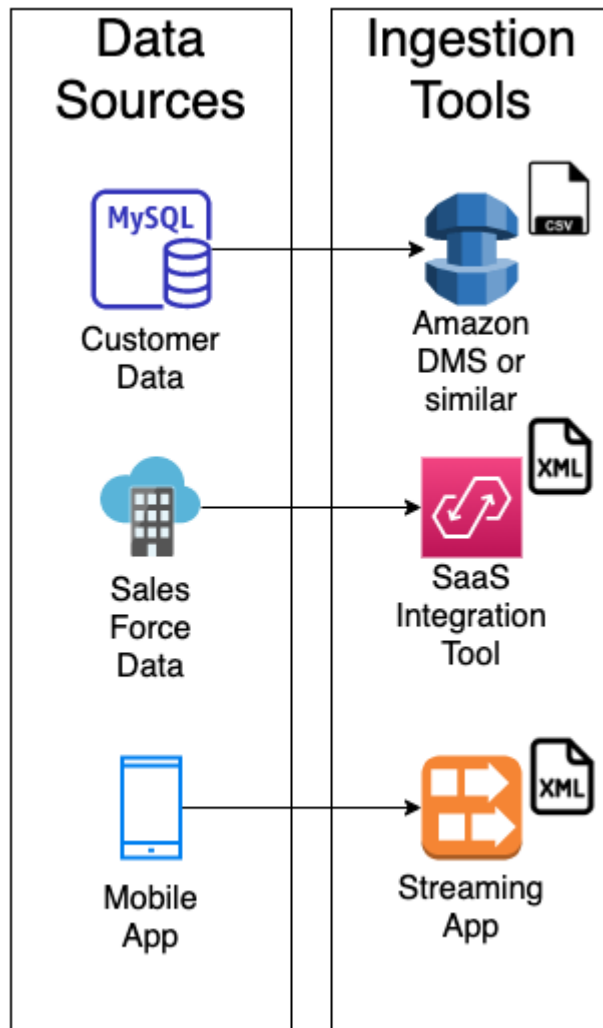 Data
Sources
Ingestion
Tools
MySQL
Customer
Data
CSV
Amazon
DMS or
similar
Sales
Force
Data
XML
SaaS
Integration
Tool
Mobile
App
XML
Streaming
App